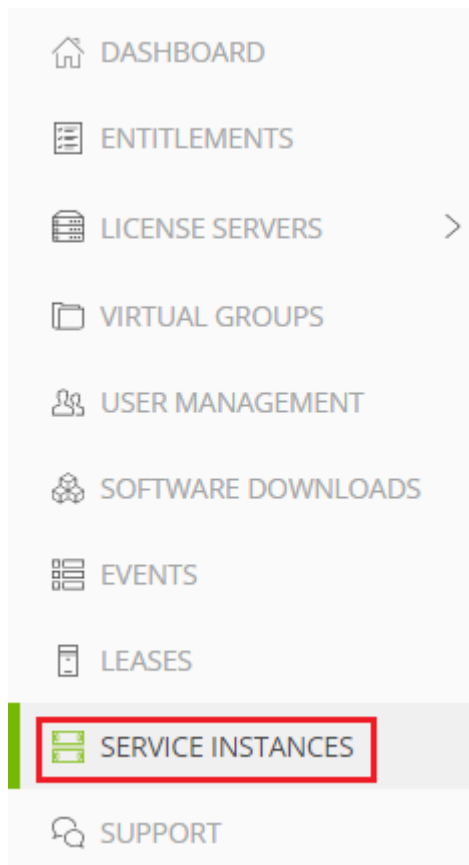 DASHBOARD
ENTITLEMENTS
LICENSE SERVERS
VIRTUAL GROUPS
USER MANAGEMENT
SOFTWARE DOWNLOADS
EVENTS
LEASES
SERVICE INSTANCES
SUPPORT